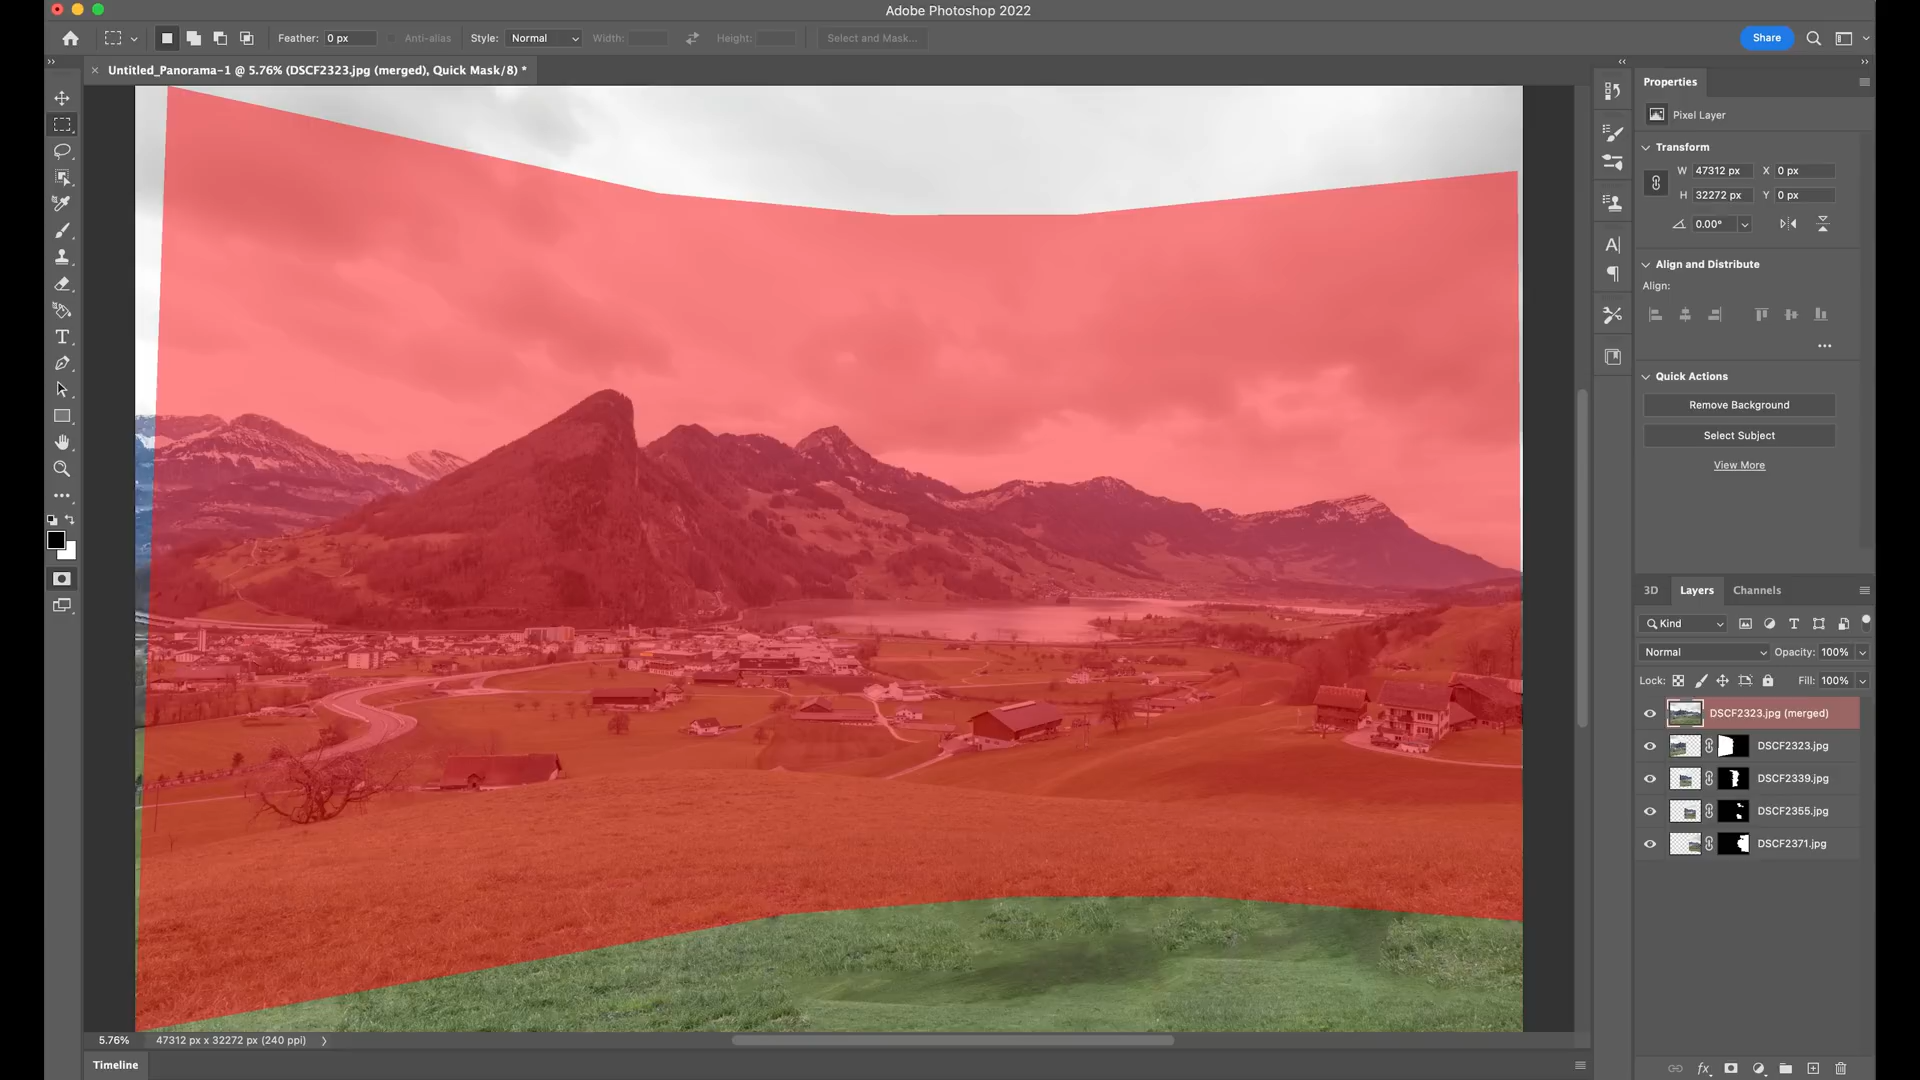 Adobe Photoshop 2022
Feather: 0 px Anti-alias Style: Normal Width: Height: Select and Mask... Share
Untitled_Panorama-1 @ 5.76% (DSCF2323.jpg (merged), Quick Mask/8) *
Properties
Pixel Layer
Transform
W 47312 px X 0 px
H 32272 px Y 0 px
0.00°
Align and Distribute
Align:
Quick Actions
Remove Background
Select Subject
View More
3D Layers Channels
Kind
Normal Opacity: 100%
Lock: Fill: 100%
DSCF2323.jpg (merged)
DSCF2323.jpg
DSCF2339.jpg
DSCF2355.jpg
DSCF2371.jpg
5.76% 47312 px x 32272 px (240 ppi)
Timeline